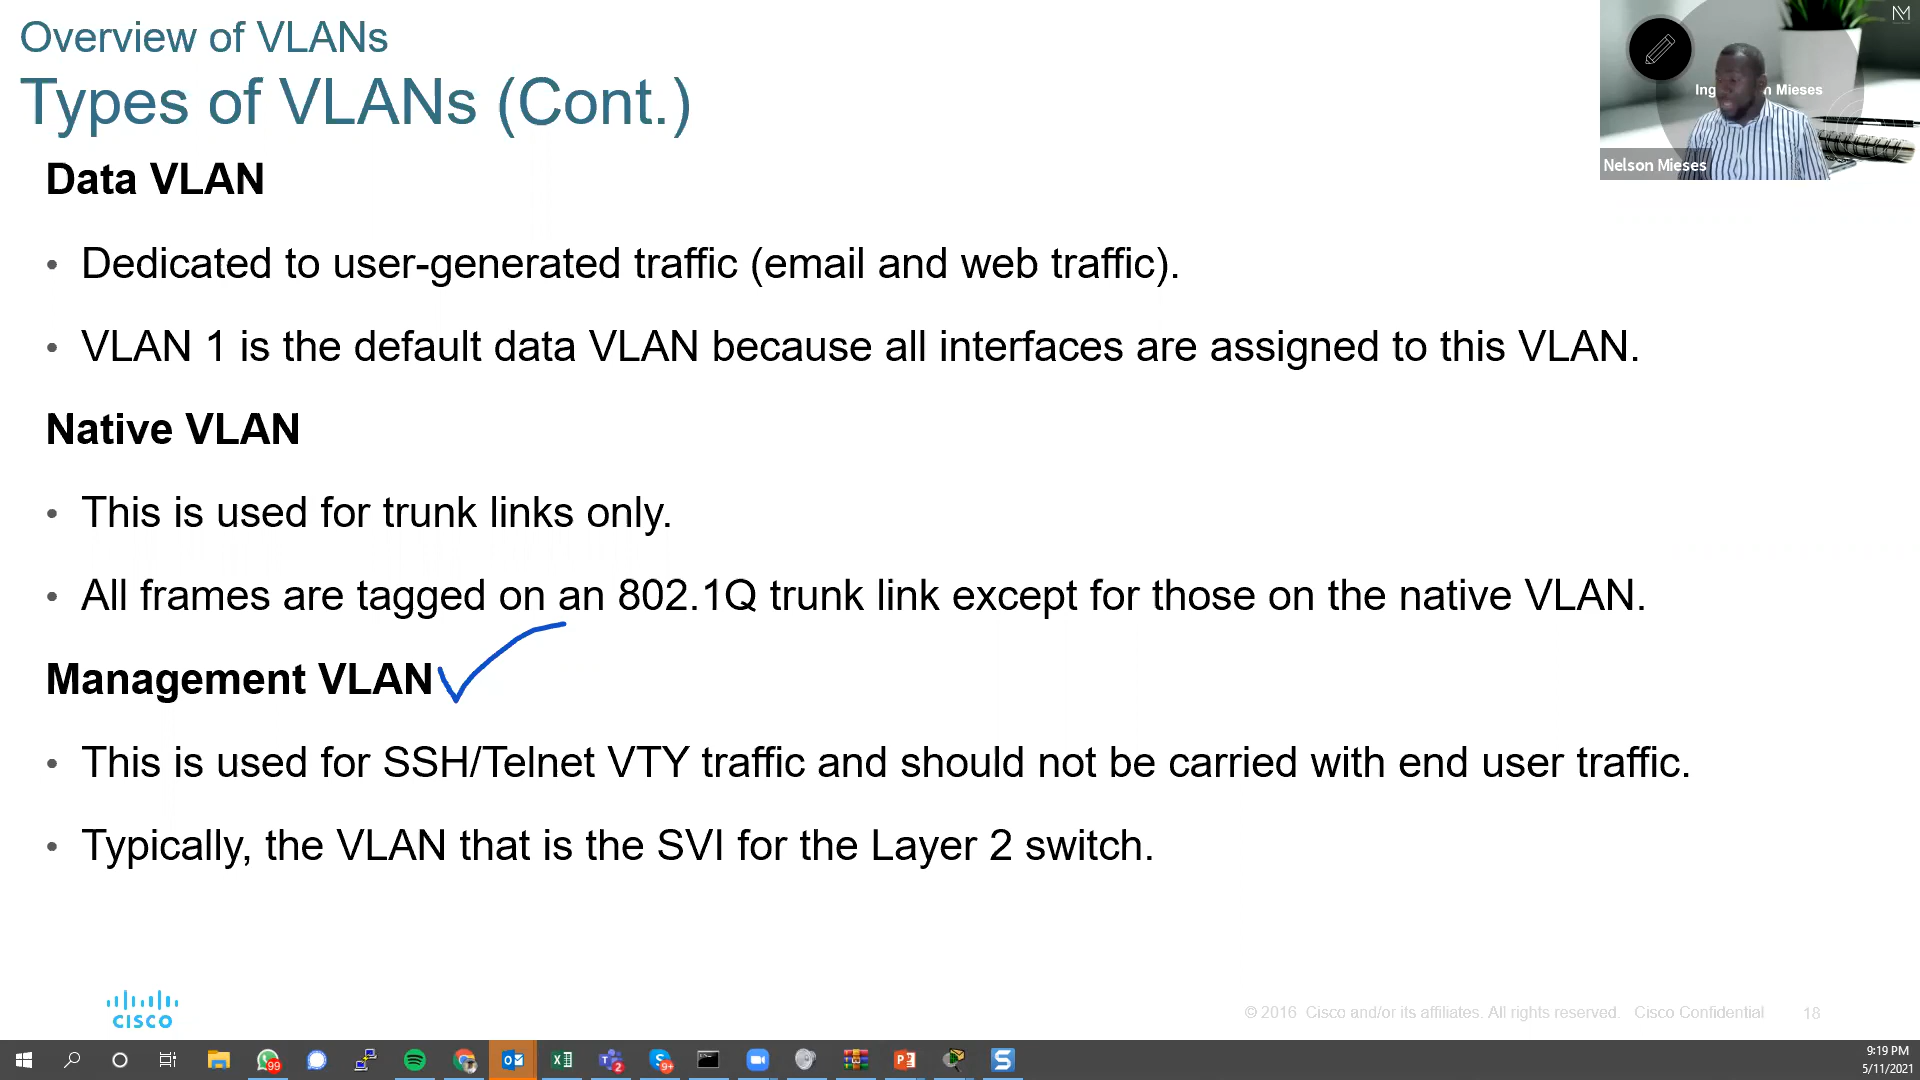 Overview of VLANs
Types of VLANs (Cont.)
Ing n Mieses
Nelson Mieses
Data VLAN
• Dedicated to user-generated traffic (email and web traffic).
• VLAN 1 is the default data VLAN because all interfaces are assigned to this VLAN.
Native VLAN
• This is used for trunk links only.
• All frames are tagged on an 802.1Q trunk link except for those on the native VLAN.
Management VLAN
• This is used for SSH/Telnet VTY traffic and should not be carried with end user traffic.
• Typically, the VLAN that is the SVI for the Layer 2 switch.
CISCO
© 2016 Cisco and/or its affiliates. All rights reserved. Cisco Confidential 18
99
2
9+
9:19 PM
5/11/2021